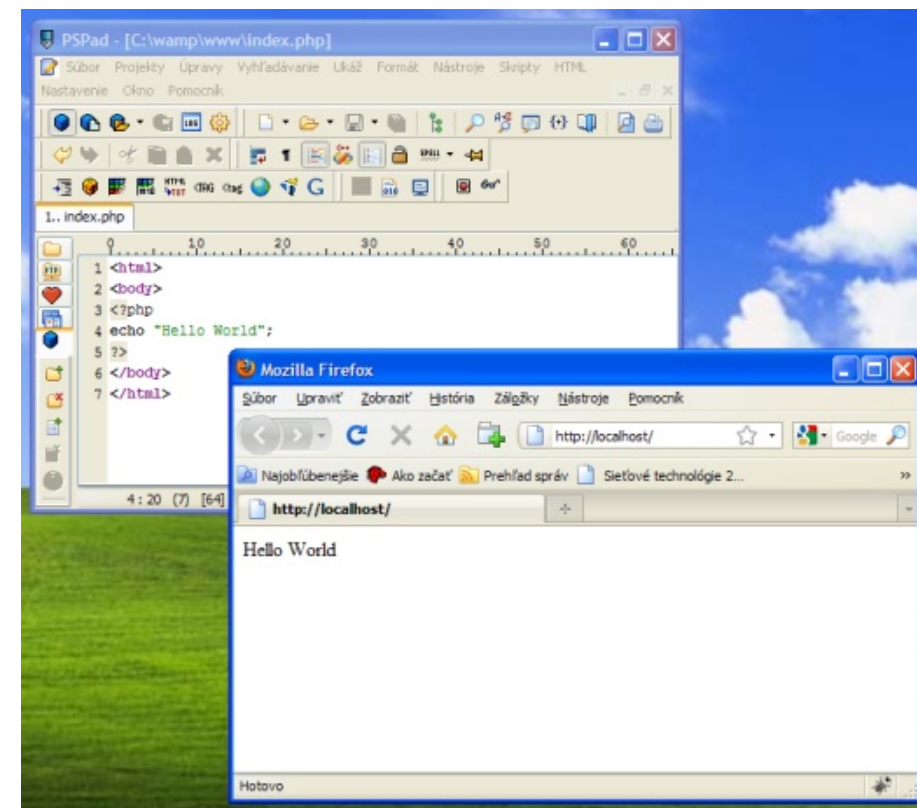 PSPad - [C:\wamp\www\index.php]
Súbor Projekty Úpravy Vyhľadávanie Ukáž Formát Nástroje Skripty HTML
Nastavenie Okno Pomocník
1.. index.php
0 10 20 30 40 50 60
1 <html>
2 <body>
3 <?php
4 echo "Hello World";
5 ?>
6 </body>
7 </html>
4 : 20 (7) [64]
Mozilla Firefox
Súbor Upraviť Zobraziť História Záložky Nástroje Pomocník
http://localhost/ Google
Najobľúbenejšie Ako začať Prehľad správ Sieťové technológie 2... »
http://localhost/
Hello World
Hotovo